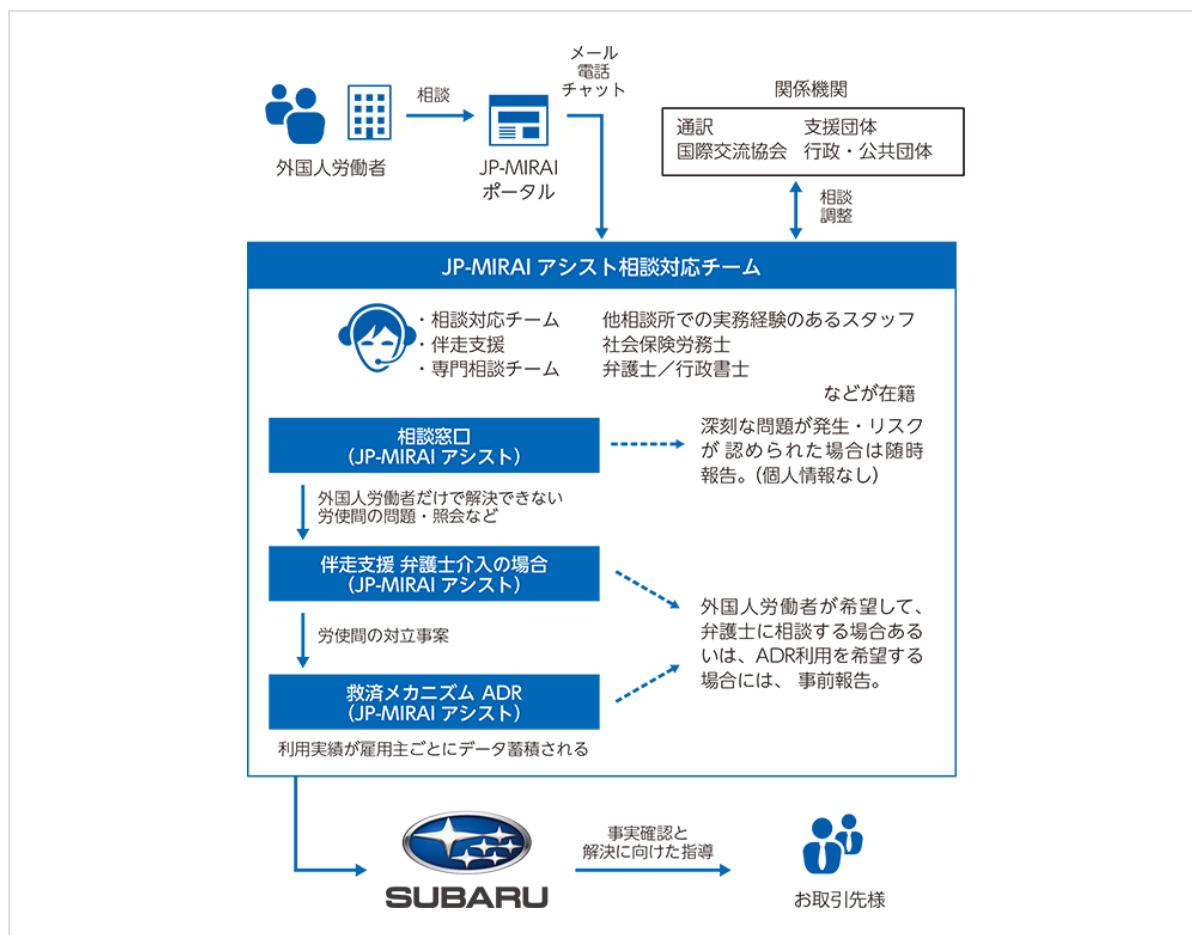 メール
電話
チャット
相談
外国人労働者
JP-MIRAI
ポータル
関係機関
通訳 支援団体
国際交流協会 行政・公共団体
相談
調整
JP-MIRAI アシスト相談対応チーム
・相談対応チーム 他相談所での実務経験のあるスタッフ
・伴走支援 社会保険労務士
・専門相談チーム 弁護士／行政書士
などが在籍
相談窓口
（JP-MIRAI アシスト）
深刻な問題が発生・リスク
が 認められた場合は随時
報告。（個人情報なし）
外国人労働者だけで解決できない
労使間の問題・照会など
伴走支援 弁護士介入の場合
（JP-MIRAI アシスト）
労使間の対立事案
外国人労働者が希望して、
弁護士に相談する場合ある
いは、ADR利用を希望する
場合には、 事前報告。
救済メカニズム ADR
（JP-MIRAI アシスト）
利用実績が雇用主ごとにデータ蓄積される
SUBARU
事実確認と
解決に向けた指導
お取引先様